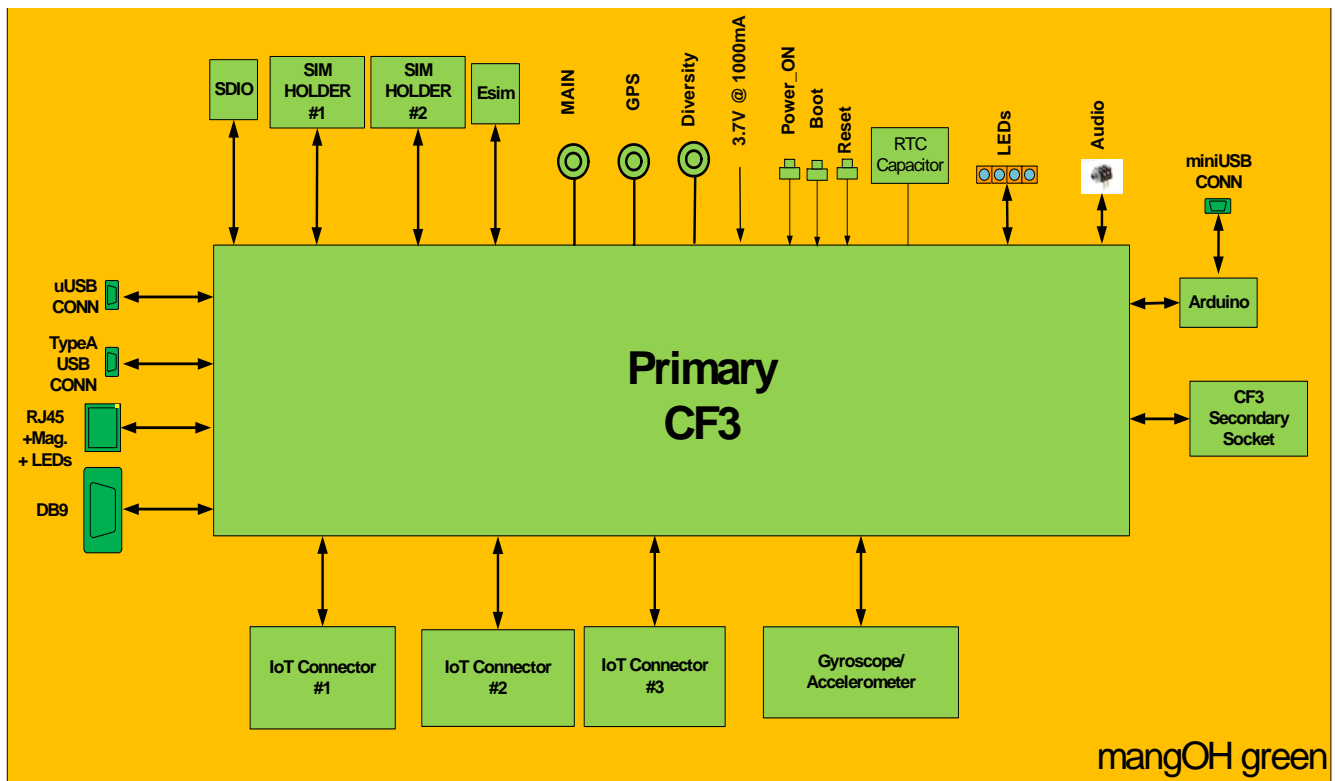 SDIO
SIM
HOLDER
#1
SIM
HOLDER
#2
Esim
MAIN
GPS
Diversity
3.7V @ 1000mA
Power_ON
Boot
Reset
RTC
Capacitor
LEDs
Audio
miniUSB
CONN
uUSB
CONN
TypeA
USB
CONN
RJ45
+Mag.
+ LEDs
DB9
Primary
CF3
Arduino
CF3
Secondary
Socket
IoT Connector
#1
IoT Connector
#2
IoT Connector
#3
Gyroscope/
Accelerometer
mangOH green